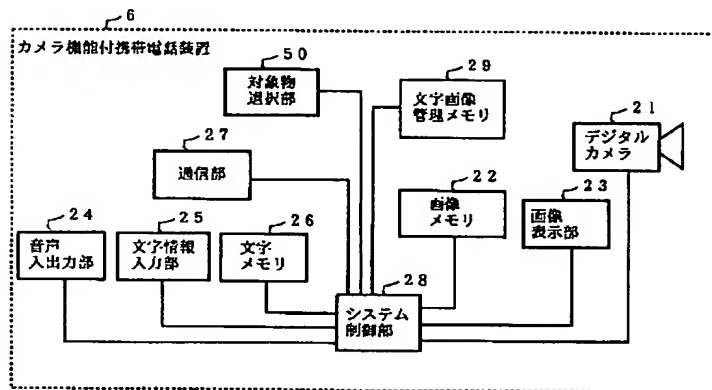 6
カメラ機能付携帯電話装置
50
対象物
選択部
29
文字画像
管理メモリ
21
デジタル
カメラ
27
通信部
22
画像
メモリ
23
画像
表示部
24
音声
入出力部
25
文字情報
入力部
26
文字
メモリ
28
システム
制御部